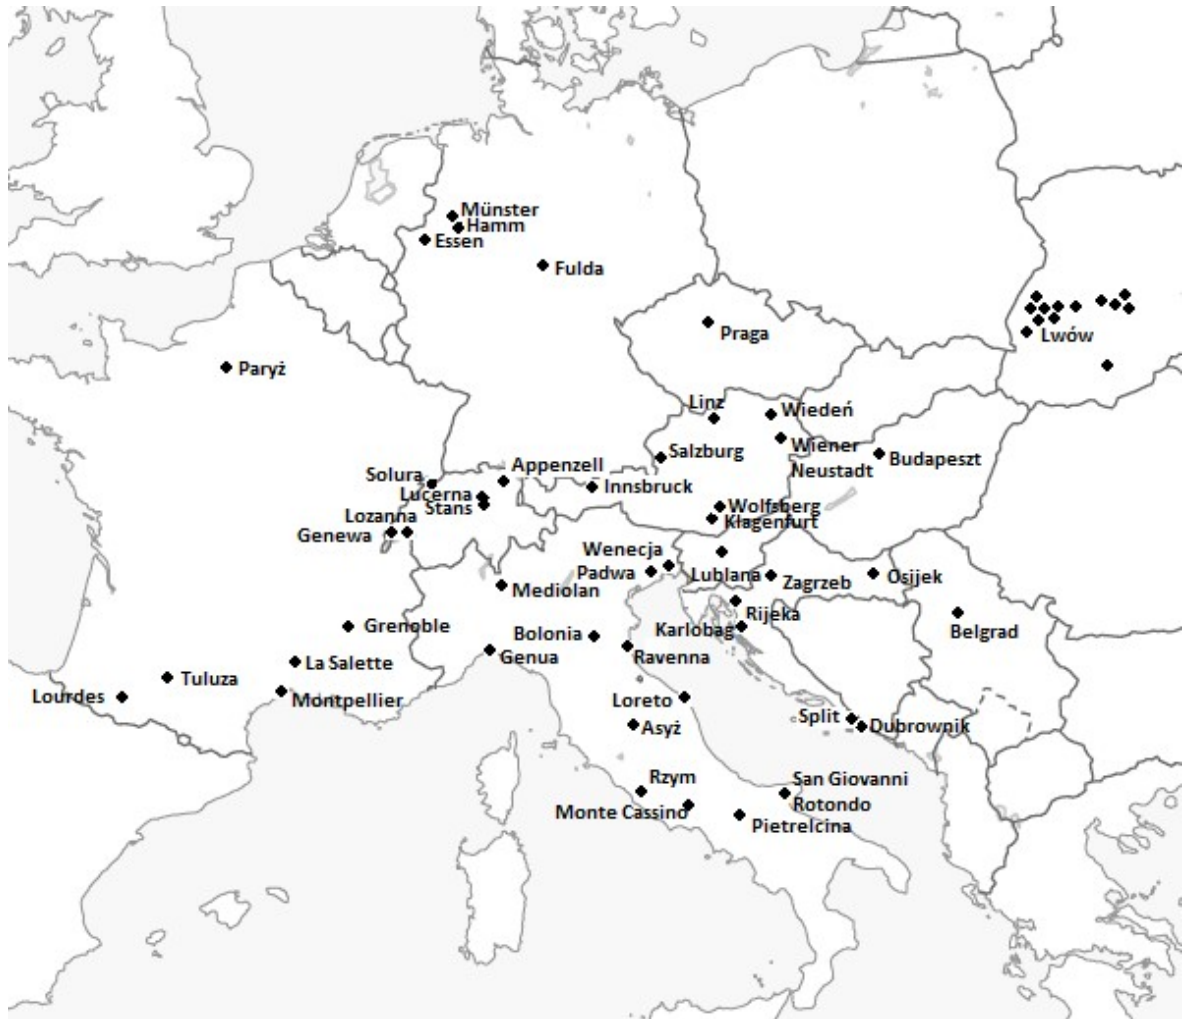 Münster
Hamm
Essen
Fulda
Praga
Lwów
Paryż
Linz
Wiedeń
Wiener
Neustadt
Salzburg
Budapeszt
Appenzell
Solura
Lucerna
Stans
Innsbruck
Lozanna
Genewa
Wolfsberg
Klagenfurt
Wenecja
Padwa
Lublana
Zagrzeb
Osijek
Mediolan
Rijeka
Karlobag
Belgrad
Grenoble
Bolonia
Genua
Ravenna
La Salette
Tuluza
Lourdes
Montpellier
Loreto
Asyż
Split
Dubrownik
Rzym
San Giovanni
Rotondo
Monte Cassino
Pietrelcina